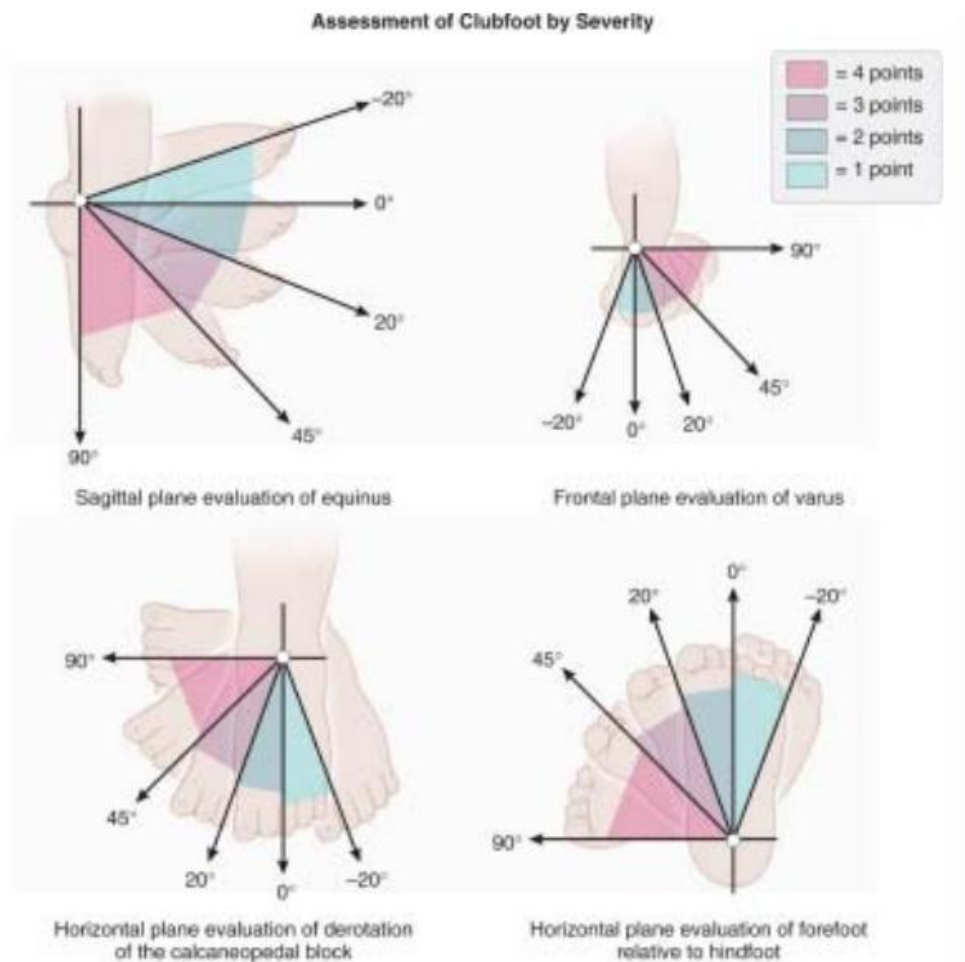 Assessment of Clubfoot by Severity
= 4 points
= 3 points
= 2 points
= 1 point
–20°
0°
20°
45°
90°
Sagittal plane evaluation of equinus
90°
45°
20°
0°
–20°
Frontal plane evaluation of varus
90°
45°
20°
0°
–20°
Horizontal plane evaluation of derotation
of the calcaneopedal block
0°
20°
–20°
45°
90°
Horizontal plane evaluation of forefoot
relative to hindfoot